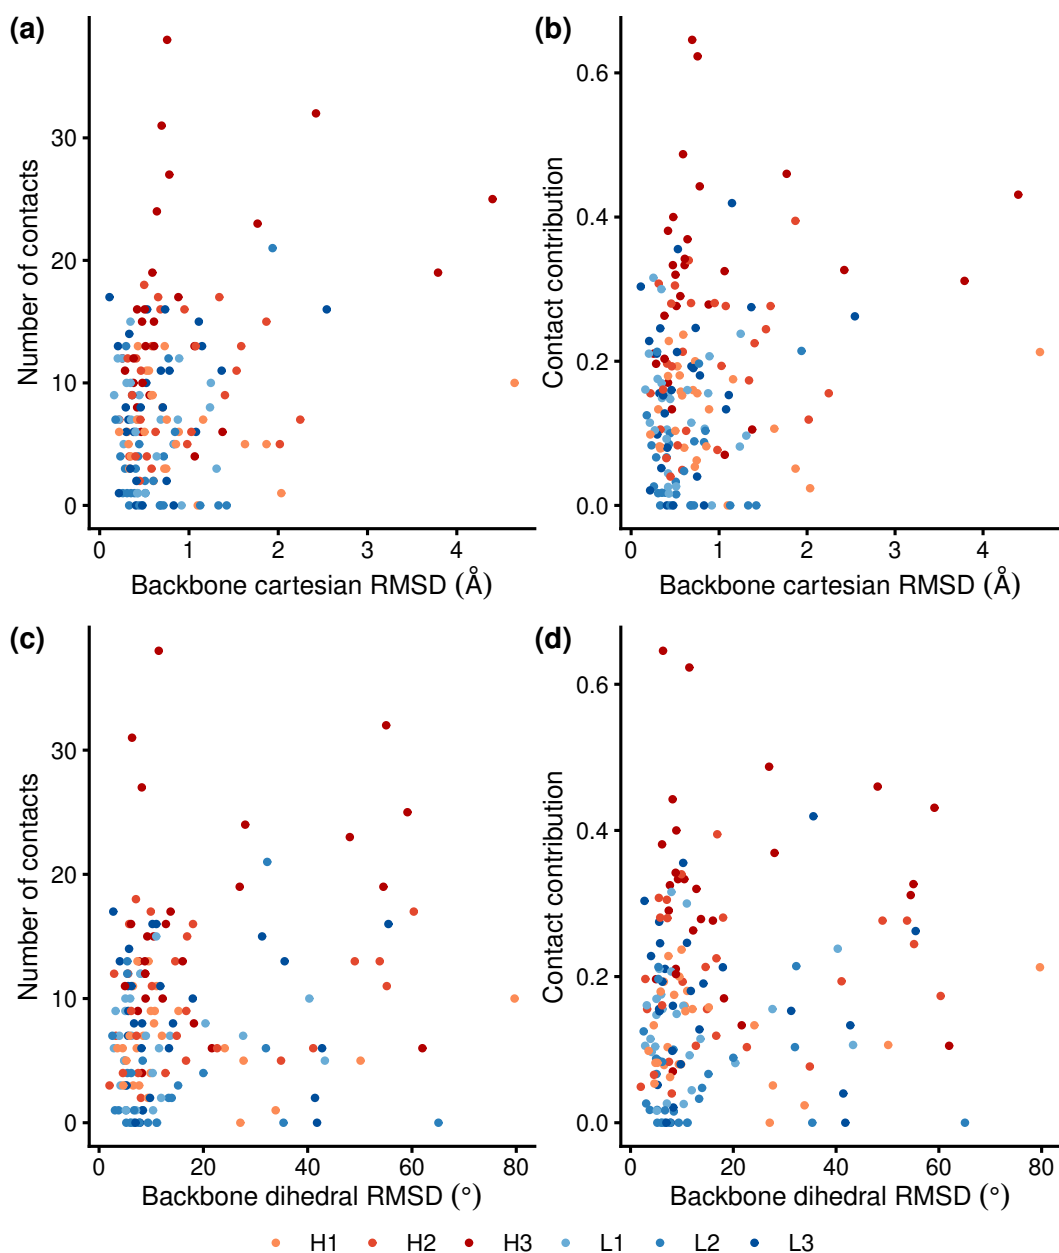 (a)
(b)
Number of contacts
30
20
10
0
0 1 2 3 4
Backbone cartesian RMSD (Å)
Contact contribution
0.6
0.4
0.2
0.0
0 1 2 3 4
Backbone cartesian RMSD (Å)
(c)
(d)
Number of contacts
30
20
10
0
0 20 40 60 80
Backbone dihedral RMSD (°)
Contact contribution
0.6
0.4
0.2
0.0
0 20 40 60 80
Backbone dihedral RMSD (°)
H1 H2 H3 L1 L2 L3